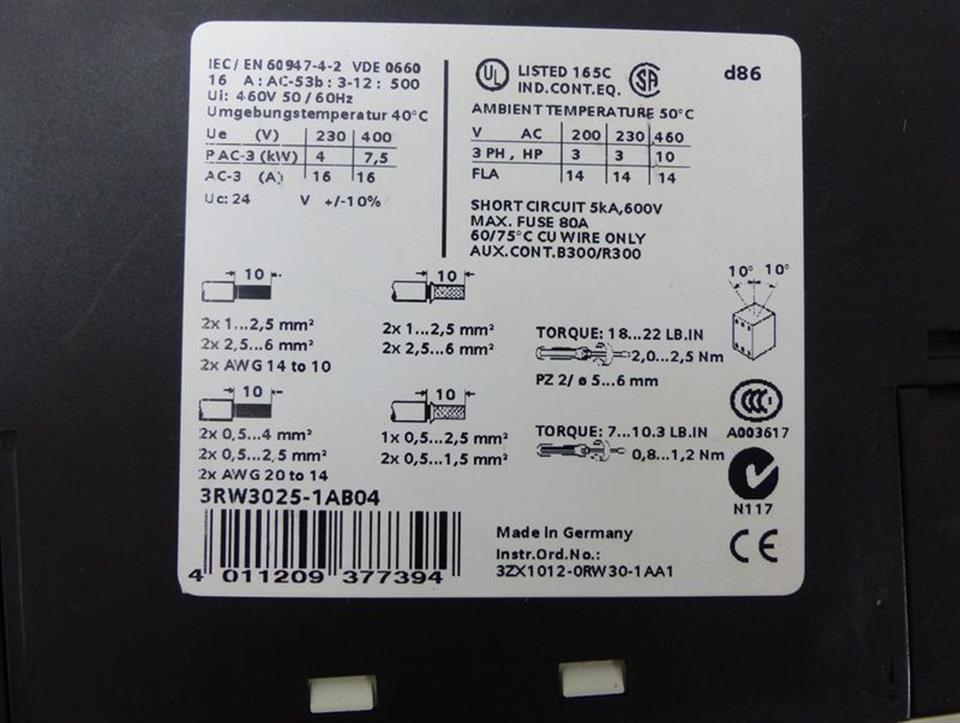 IEC/ EN 60947-4-2 VDE 0660
16 A: AC-53b: 3-12: 500
Ui: 460V 50/60Hz
Umgebungstemperatur 40°C
Ue (V) 230 400
P AC-3 (kW) 4 7,5
AC-3 (A) 16 16
Uc: 24 V +/-10%
UL LISTED 165C
IND.CONT.EQ. SA
d86
AMBIENT TEMPERATURE 50°C
V AC 200 230 460
3 PH, HP 3 3 10
FLA 14 14 14
SHORT CIRCUIT 5kA,600V
MAX. FUSE 80A
60/75°C CU WIRE ONLY
AUX.CONT.B300/R300
10
2x 1...2,5 mm²
2x 2,5...6 mm²
2x AWG 14 to 10
10
2x 1...2,5 mm²
2x 2,5...6 mm²
TORQUE: 18...22 LB.IN
2,0...2,5 Nm
PZ 2/ ø 5...6 mm
10° 10°
10
2x 0,5...4 mm²
2x 0,5...2,5 mm²
2x AWG 20 to 14
10
1x 0,5...2,5 mm²
2x 0,5...1,5 mm²
TORQUE: 7...10.3 LB.IN
0,8...1,2 Nm
CCC
A003617
N117
3RW3025-1AB04
4 011209 377394
Made in Germany
Instr.Ord.No.:
3ZX1012-0RW30-1AA1
CE